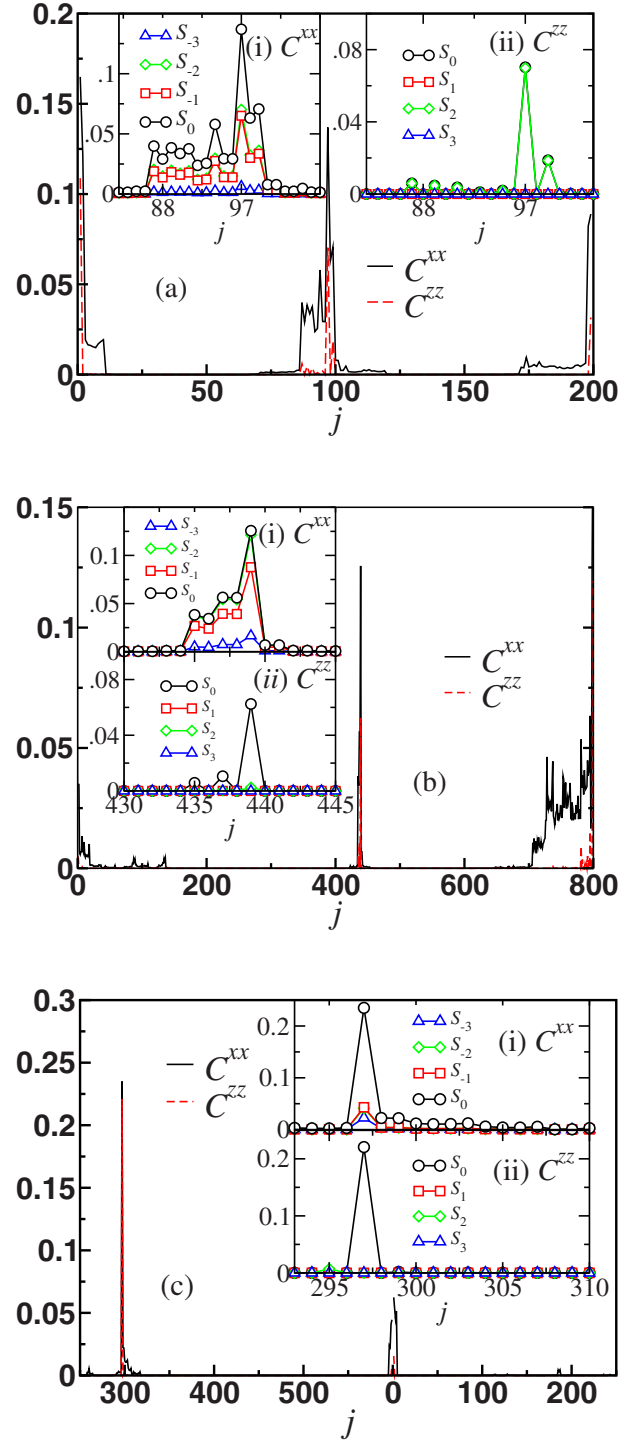 0.2
0.15
0.1
0.05
0
(i) C^{xx}
S_{-3}
S_{-2}
S_{-1}
S_0
.1
.05
0
88
97
j
(ii) C^{zz}
S_0
S_1
S_2
S_3
.08
.04
0
88
97
j
(a)
C^{xx}
C^{zz}
0
50
100
150
200
j
0.15
0.1
0.05
0
(i) C^{xx}
S_{-3}
S_{-2}
S_{-1}
S_0
0.1
.05
0
(ii) C^{zz}
S_0
S_1
S_2
S_3
.08
.04
0
430
435
440
445
j
C^{xx}
C^{zz}
(b)
0
200
400
600
800
j
0.3
0.25
0.2
0.15
0.1
0.05
0
C^{xx}
C^{zz}
(i) C^{xx}
S_{-3}
S_{-2}
S_{-1}
S_0
0.2
0.1
0
(ii) C^{zz}
S_0
S_1
S_2
S_3
0.2
0.1
0
295
300
305
310
j
(c)
300
400
500
0
100
200
j